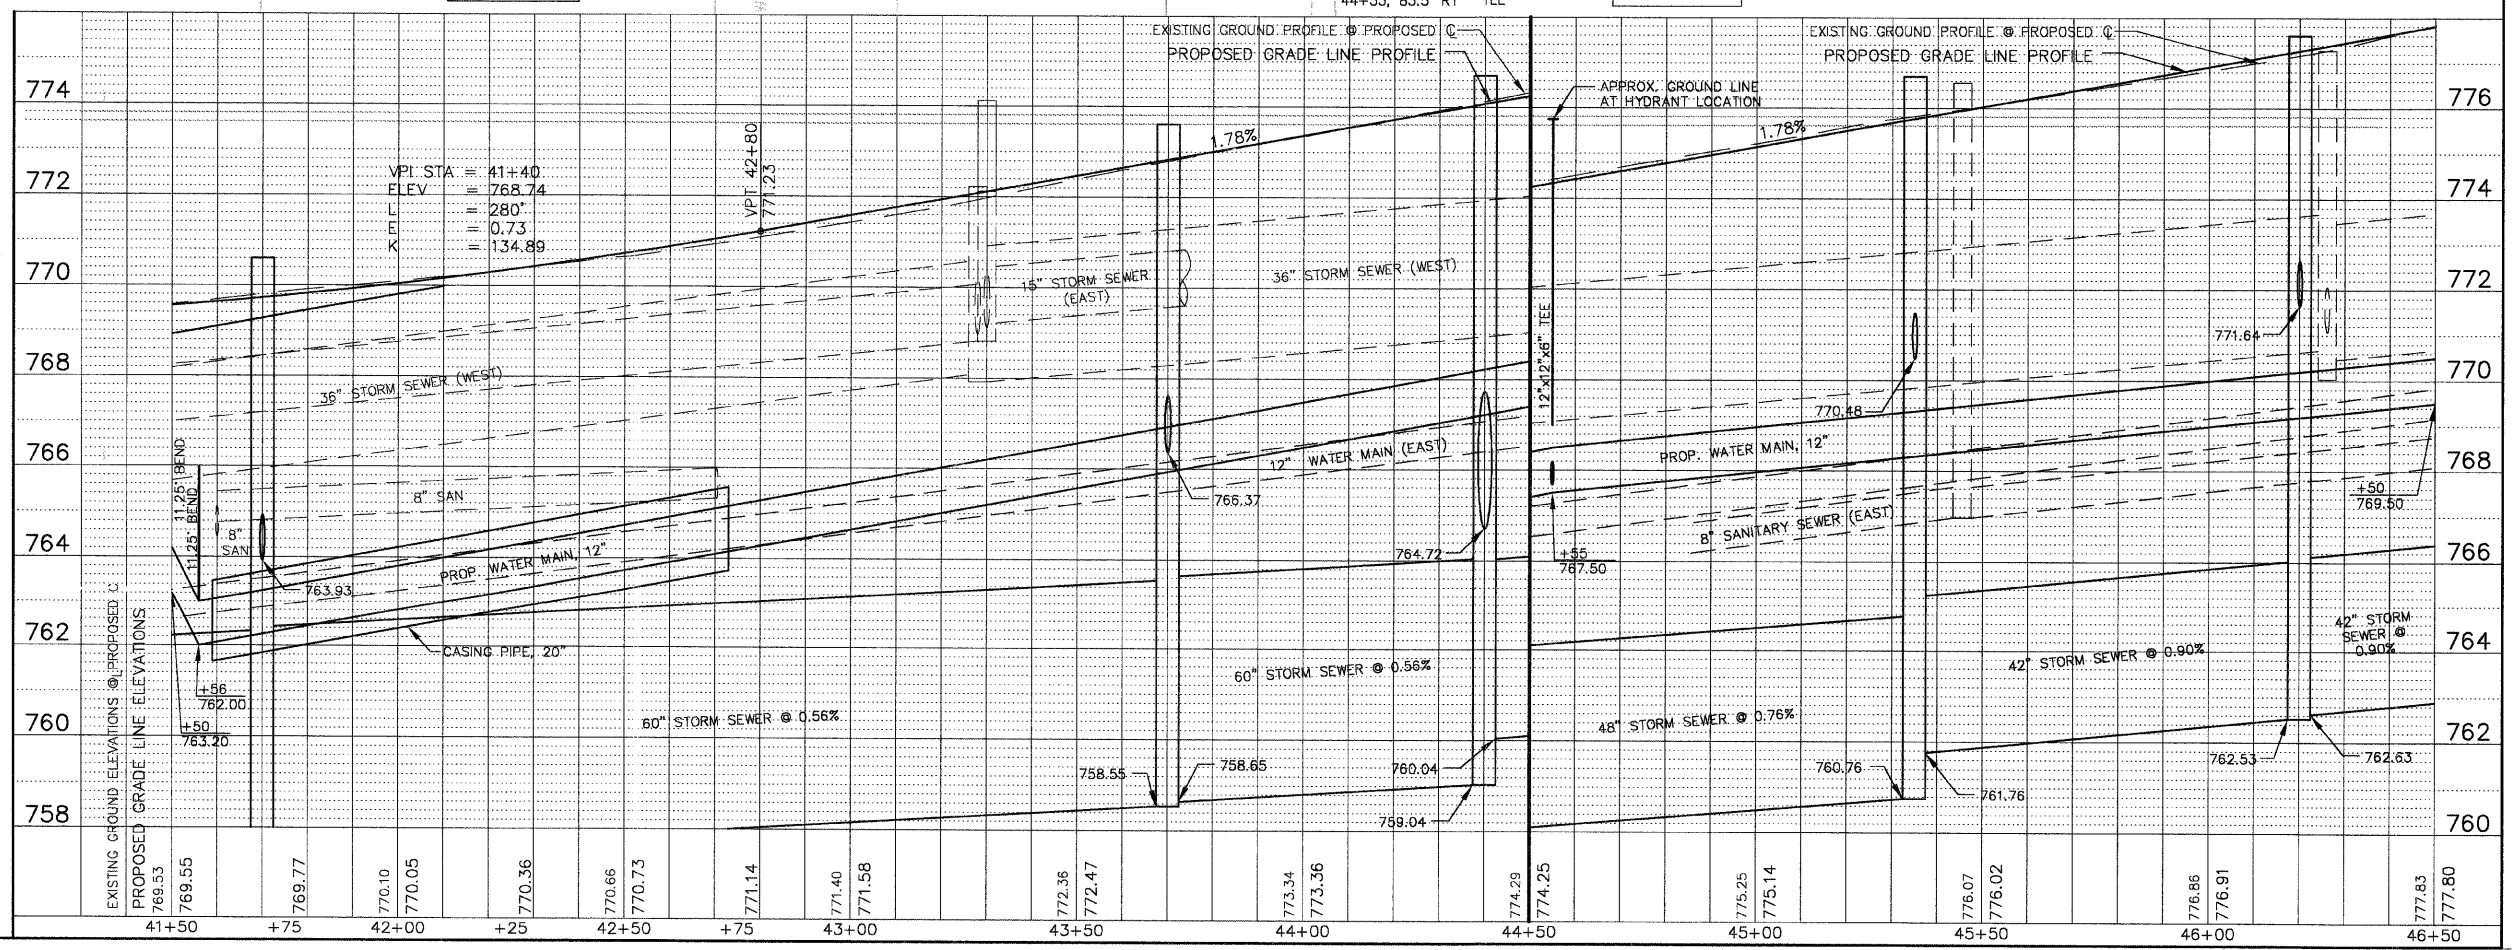 44+55, 85.5' RT TEE
EXISTING GROUND PROFILE @ PROPOSED ℄
PROPOSED GRADE LINE PROFILE
EXISTING GROUND PROFILE @ PROPOSED ℄
PROPOSED GRADE LINE PROFILE
APPROX. GROUND LINE
AT HYDRANT LOCATION
774
772
770
768
766
764
762
760
758
776
774
772
770
768
766
764
762
760
VPI STA = 41+40
ELEV = 768.74
L = 280'
E = 0.73
K = 134.89
VPT 42+80
771.23
1.78%
1.78%
15" STORM SEWER
(EAST)
36" STORM SEWER (WEST)
36" STORM SEWER (WEST)
12"x12"x6" TEE
11.25° BEND
11.25° BEND
8" SAN
8"
SAN
PROP. WATER MAIN, 12"
763.93
CASING PIPE, 20"
+56
762.00
+50
763.20
60" STORM SEWER @ 0.56%
12" WATER MAIN (EAST)
766.37
764.72
60" STORM SEWER @ 0.56%
758.55
758.65
760.04
759.04
770.48
771.64
PROP. WATER MAIN, 12"
8" SANITARY SEWER (EAST)
+55
767.50
+50
769.50
48" STORM SEWER @ 0.76%
42" STORM SEWER @ 0.90%
42" STORM
SEWER @
0.90%
760.76
761.76
762.53
762.63
EXISTING GROUND ELEVATIONS @ PROPOSED ℄
PROPOSED GRADE LINE ELEVATIONS
769.53
769.55
769.77
770.10
770.05
770.36
770.66
770.73
771.14
771.40
771.58
772.36
772.47
773.34
773.36
774.29
774.25
775.25
775.14
776.07
776.02
776.86
776.91
777.83
777.80
41+50
+75
42+00
+25
42+50
+75
43+00
43+50
44+00
44+50
45+00
45+50
46+00
46+50